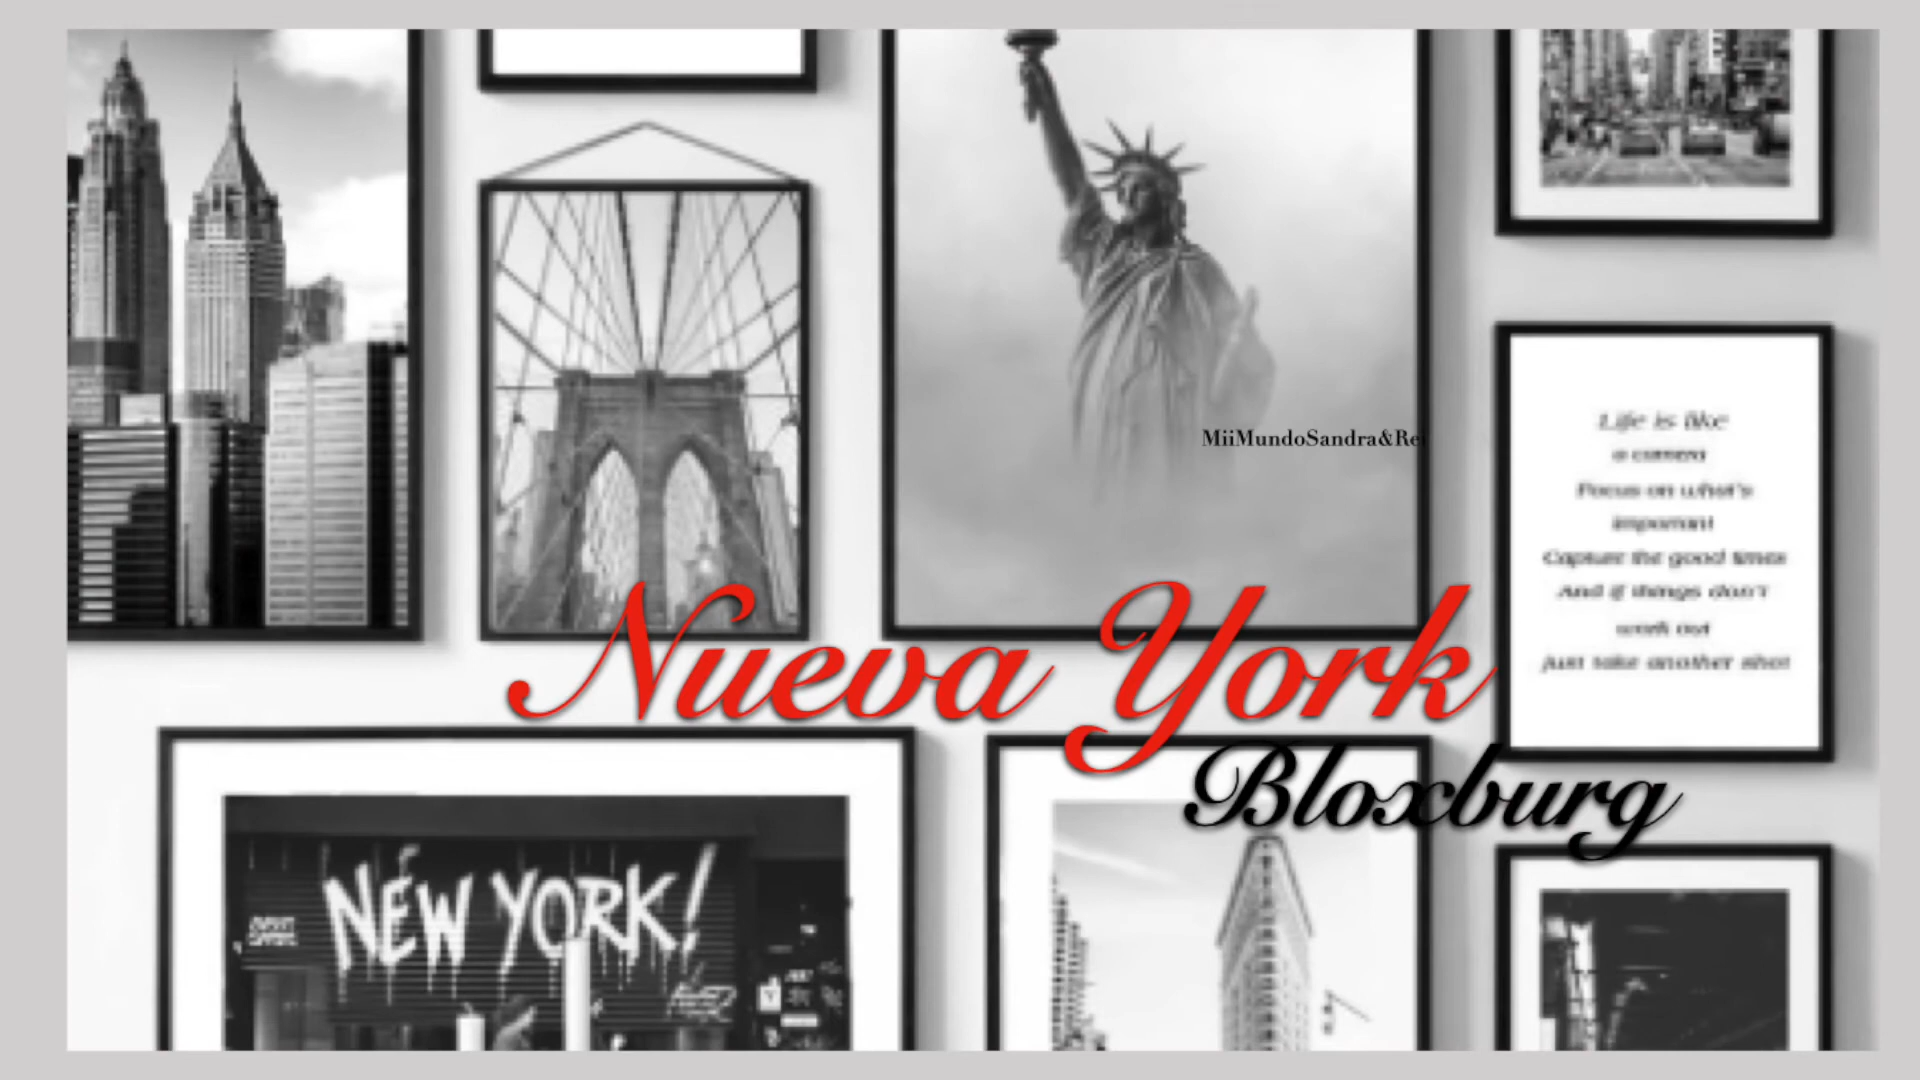 MiiMundoSandra&Re
Life is like
a camera
Focus on what's
important
Capture the good times
And if things don't
work out
Just take another shot
Nueva York
Bloxburg
NEW YORK!